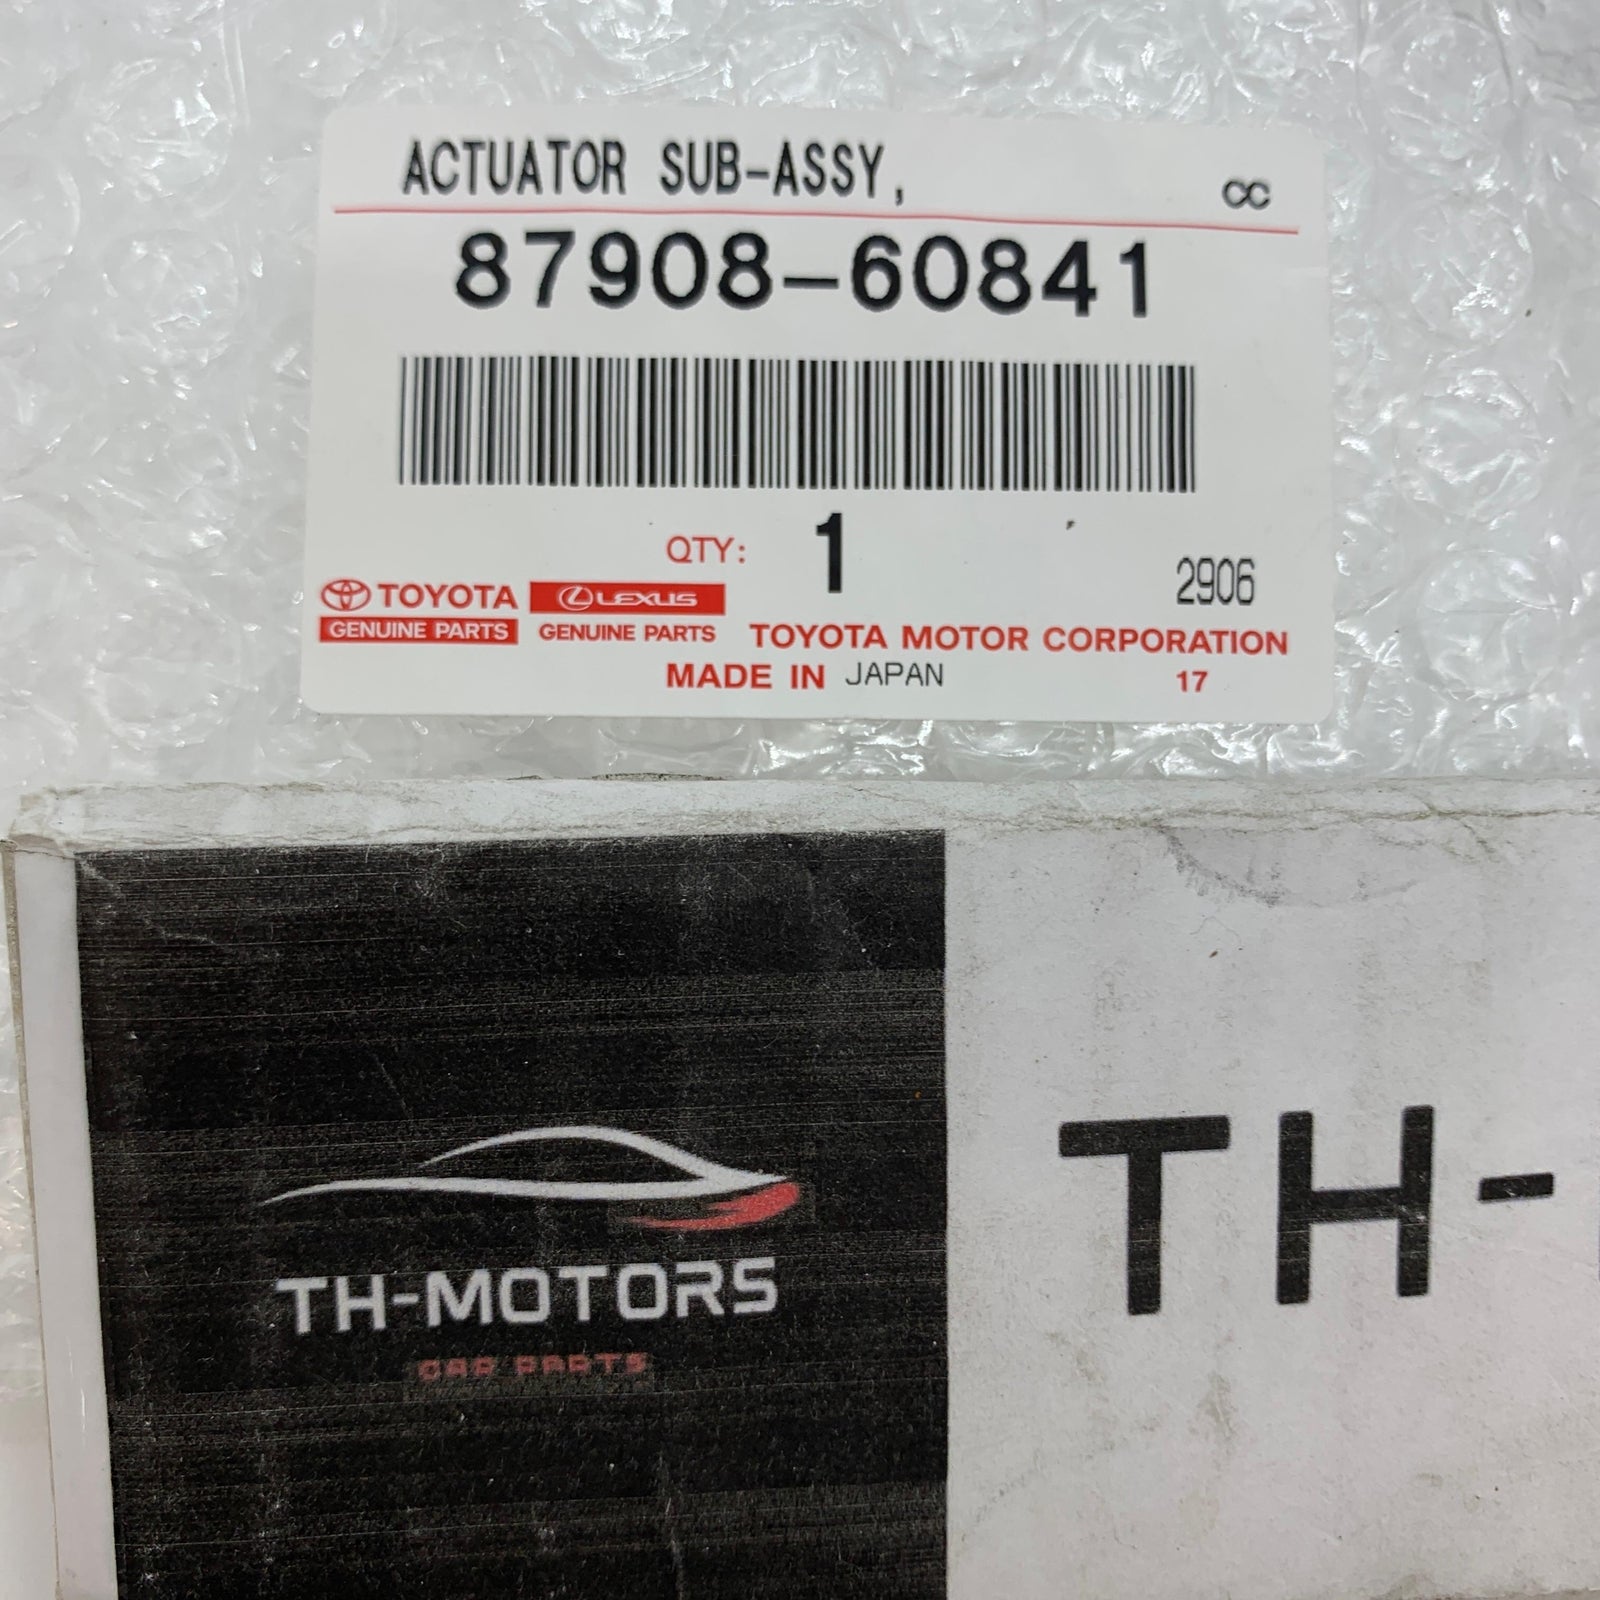 ACTUATOR SUB-ASSY,
CC
87908-60841
QTY: 1
2906
TOYOTA
GENUINE PARTS
LEXUS
GENUINE PARTS
TOYOTA MOTOR CORPORATION
MADE IN JAPAN
17
TH-MOTORS
CAR PARTS
TH-